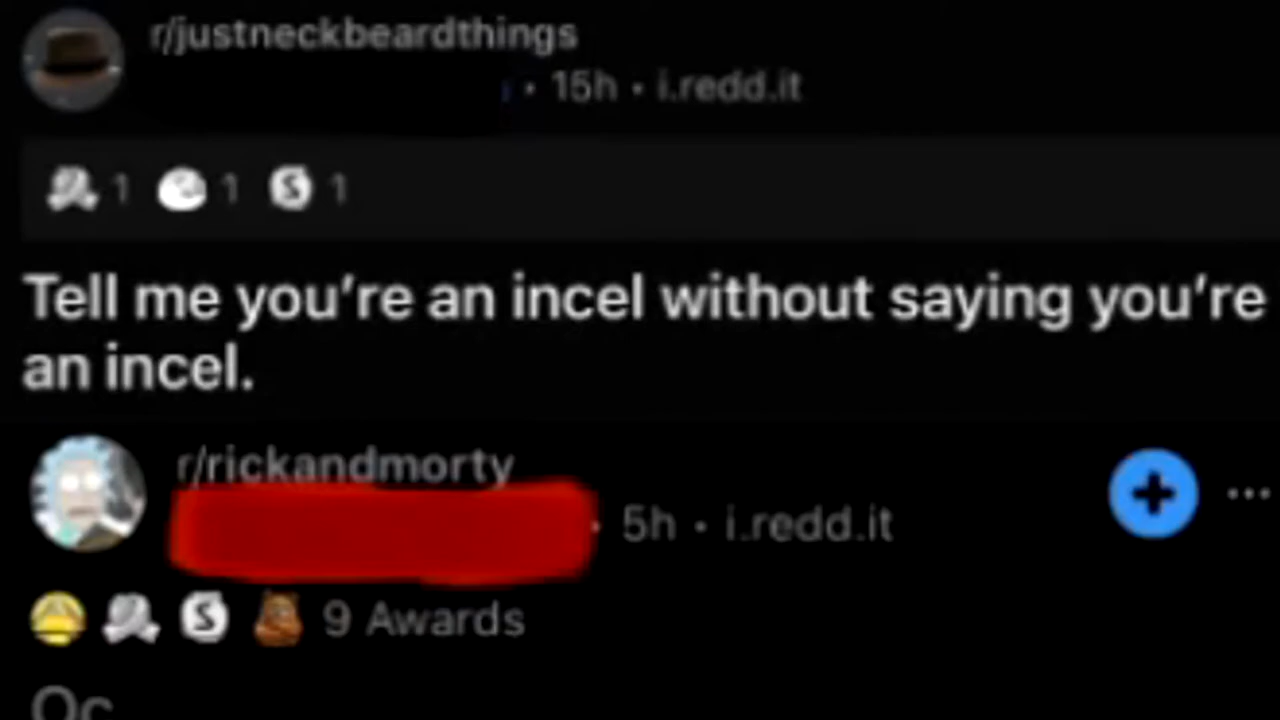 r/justneckbeardthings
· 15h · i.redd.it
1 1 S 1
Tell me you’re an incel without saying you’re
an incel.
r/rickandmorty
· 5h · i.redd.it
S 9 Awards
Oc